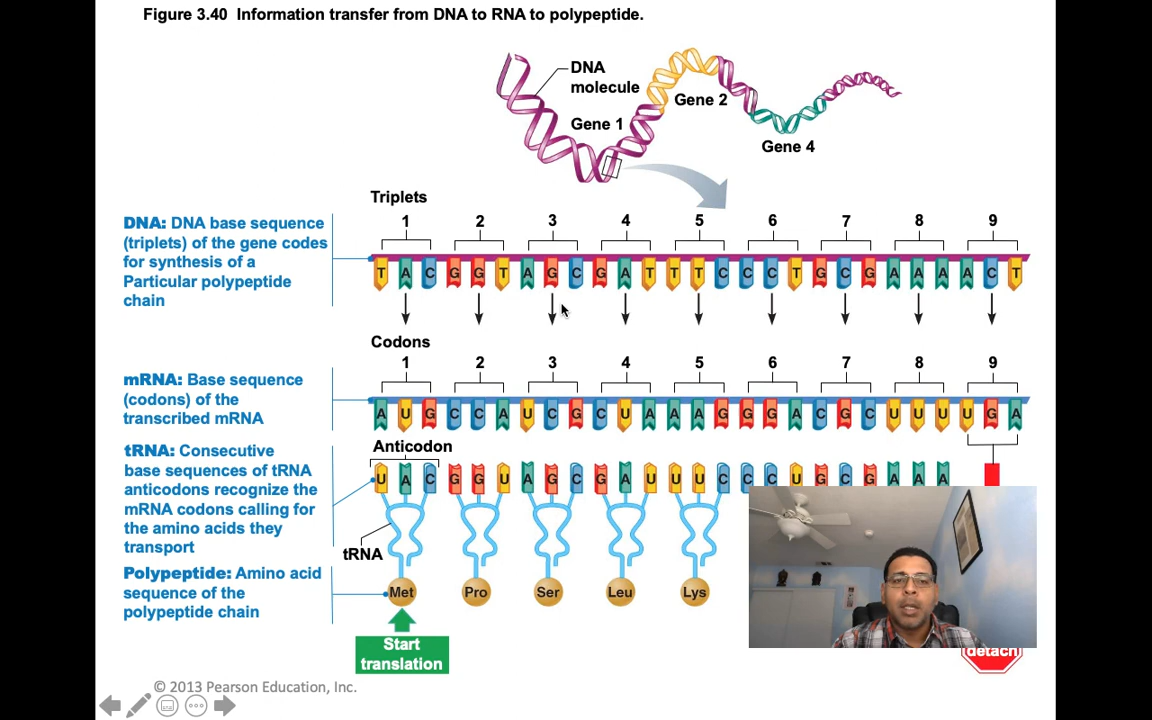 Figure 3.40 Information transfer from DNA to RNA to polypeptide.
DNA
molecule
Gene 2
Gene 1
Gene 4
Triplets
1 2 3 4 5 6 7 8 9
DNA: DNA base sequence
(triplets) of the gene codes
for synthesis of a
Particular polypeptide
chain
T A C G G T A G C G A T T T C C C T G C G A A A A C T
Codons
1 2 3 4 5 6 7 8 9
mRNA: Base sequence
(codons) of the
transcribed mRNA
A U G C C A U C G C U A A A G G G A C G C U U U U G A
tRNA: Consecutive
base sequences of tRNA
anticodons recognize the
mRNA codons calling for
the amino acids they
transport
Anticodon
U A C G G U A G C G A U U U C C C U G C G A A A
tRNA
Polypeptide: Amino acid
sequence of the
polypeptide chain
Met Pro Ser Leu Lys
Start
translation
detach
© 2013 Pearson Education, Inc.